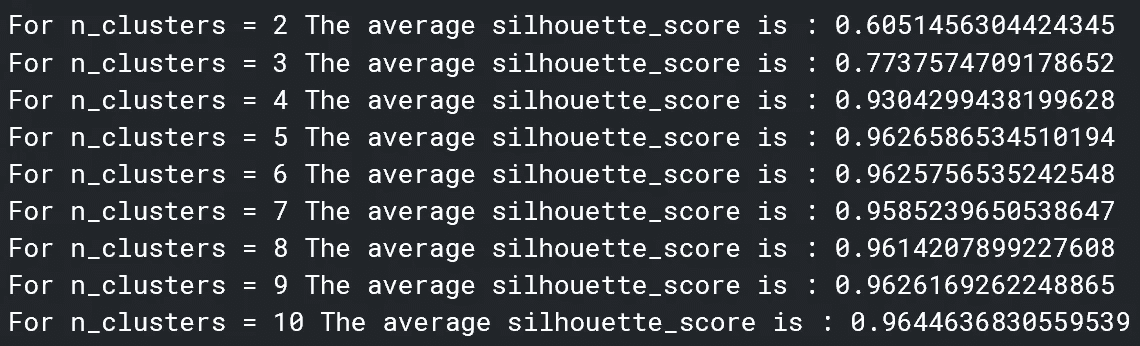 For n_clusters = 2 The average silhouette_score is : 0.6051456304424345
For n_clusters = 3 The average silhouette_score is : 0.7737574709178652
For n_clusters = 4 The average silhouette_score is : 0.9304299438199628
For n_clusters = 5 The average silhouette_score is : 0.9626586534510194
For n_clusters = 6 The average silhouette_score is : 0.9625756535242548
For n_clusters = 7 The average silhouette_score is : 0.9585239650538647
For n_clusters = 8 The average silhouette_score is : 0.9614207899227608
For n_clusters = 9 The average silhouette_score is : 0.9626169262248865
For n_clusters = 10 The average silhouette_score is : 0.9644636830559539